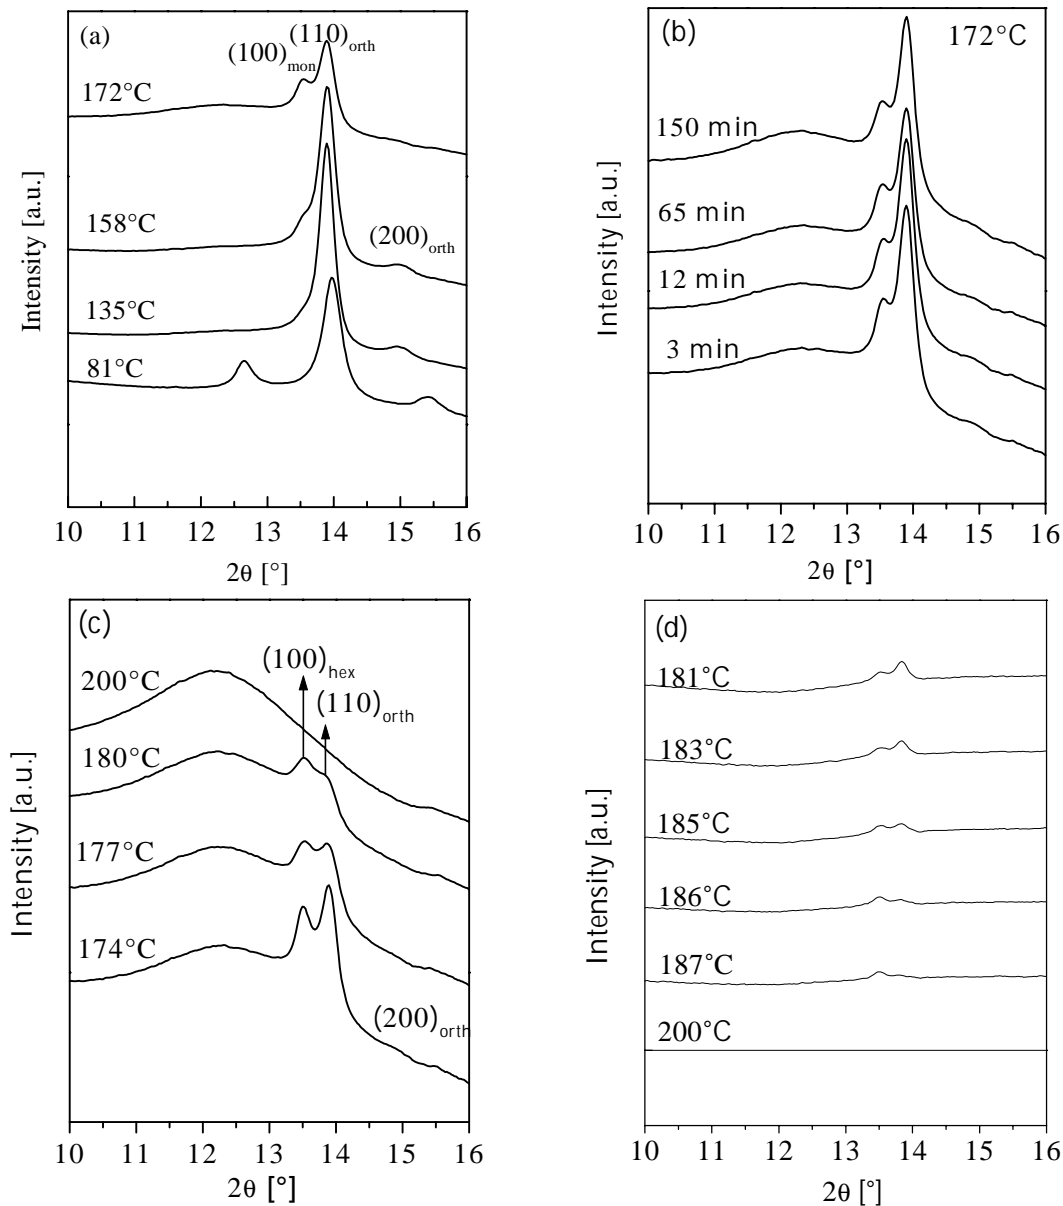 (a)
(110)orth
(100)mon
172°C
158°C
(200)orth
135°C
81°C
Intensity [a.u.]
10 11 12 13 14 15 16
2θ [°]
(b)
172°C
150 min
65 min
12 min
3 min
Intensity [a.u.]
10 11 12 13 14 15 16
2θ [°]
(c)
(100)hex
200°C
(110)orth
180°C
177°C
174°C
(200)orth
Intensity [a.u.]
10 11 12 13 14 15 16
2θ [°]
(d)
181°C
183°C
185°C
186°C
187°C
200°C
Intensity [a.u.]
10 11 12 13 14 15 16
2θ [°]